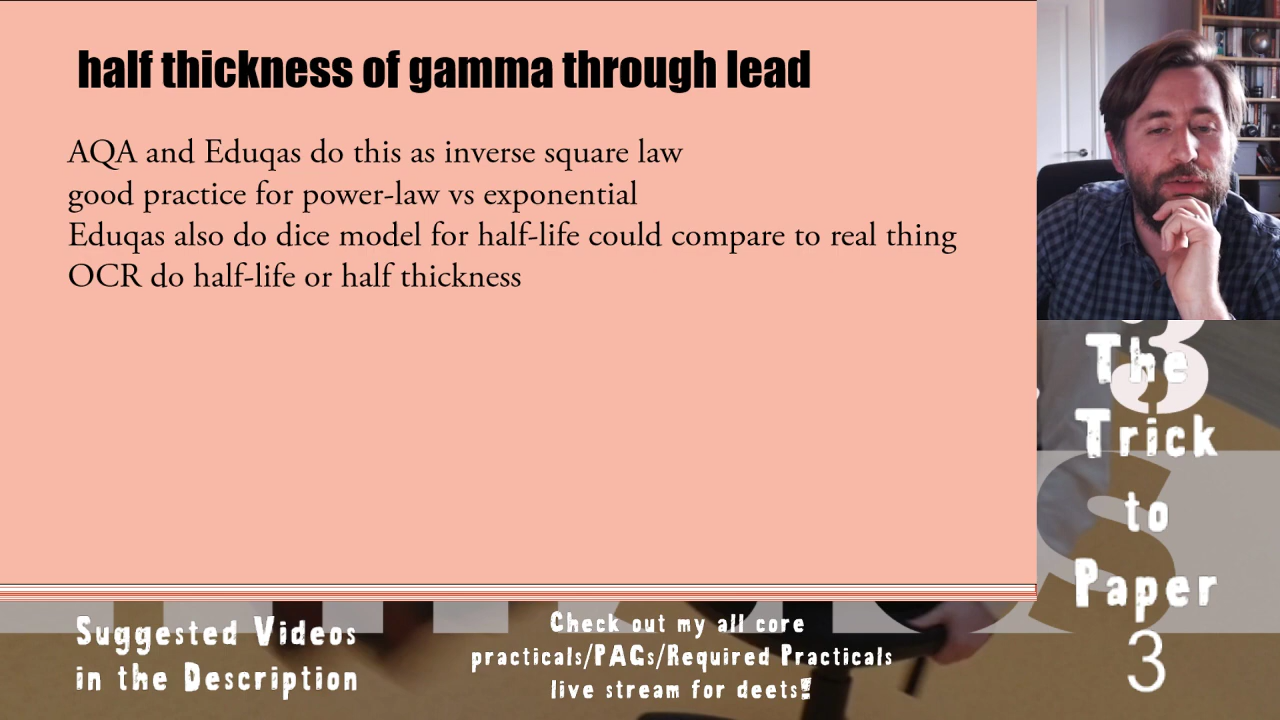 half thickness of gamma through lead
AQA and Eduqas do this as inverse square law
good practice for power-law vs exponential
Eduqas also do dice model for half-life could compare to real thing
OCR do half-life or half thickness
3
The
Trick
to
Paper
3
Suggested Videos
in the Description
Check out my all core
practicals/PAGs/Required Practicals
live stream for deets!